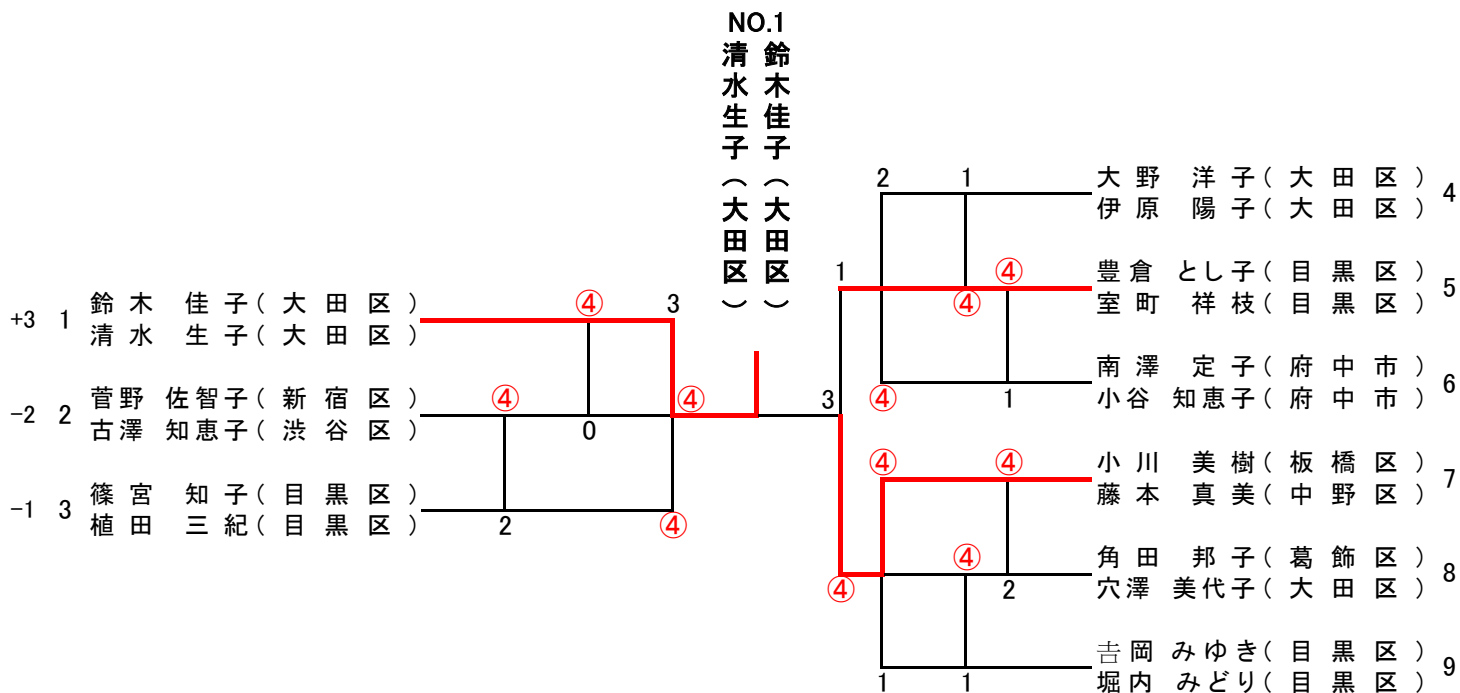 NO.1
鈴木佳子（大田区）
清水生子（大田区）
+3 1 鈴木 佳子(大田区)
清水 生子(大田区)
-2 2 菅野 佐智子(新宿区)
古澤 知恵子(渋谷区)
-1 3 篠宮 知子(目黒区)
植田 三紀(目黒区)
④ 3
④ 0
④
2 ④
3
2 1
1 ④
④
④ 1
④ ④
④
④ 2
1 1
大野 洋子(大田区) 4
伊原 陽子(大田区)
豊倉 とし子(目黒区) 5
室町 祥枝(目黒区)
南澤 定子(府中市) 6
小谷 知恵子(府中市)
小川 美樹(板橋区) 7
藤本 真美(中野区)
角田 邦子(葛飾区) 8
穴澤 美代子(大田区)
𠮷岡 みゆき(目黒区) 9
堀内 みどり(目黒区)